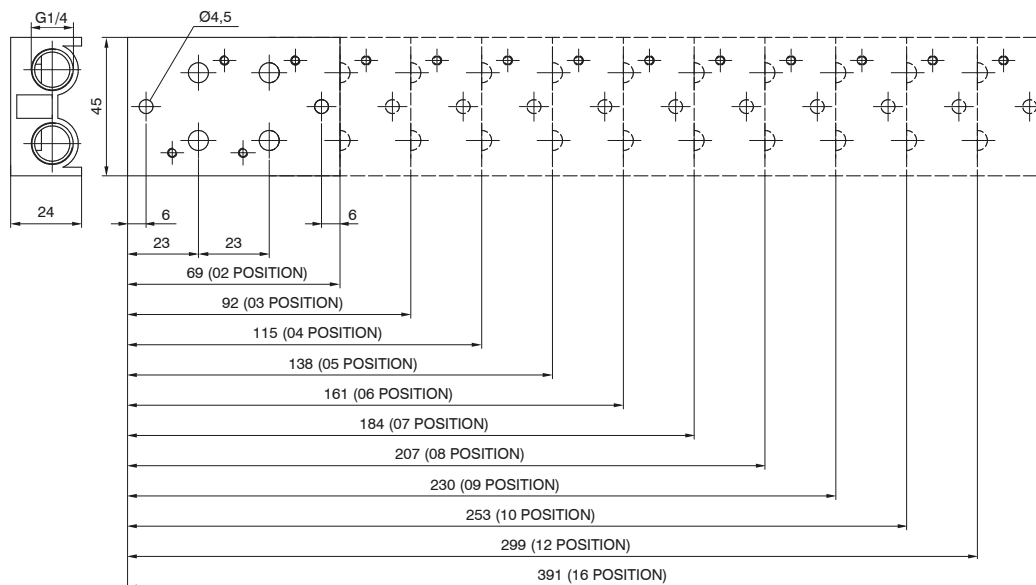 G1/4
Ø4,5
45
24
6
6
23
23
69 (02 POSITION)
92 (03 POSITION)
115 (04 POSITION)
138 (05 POSITION)
161 (06 POSITION)
184 (07 POSITION)
207 (08 POSITION)
230 (09 POSITION)
253 (10 POSITION)
299 (12 POSITION)
391 (16 POSITION)